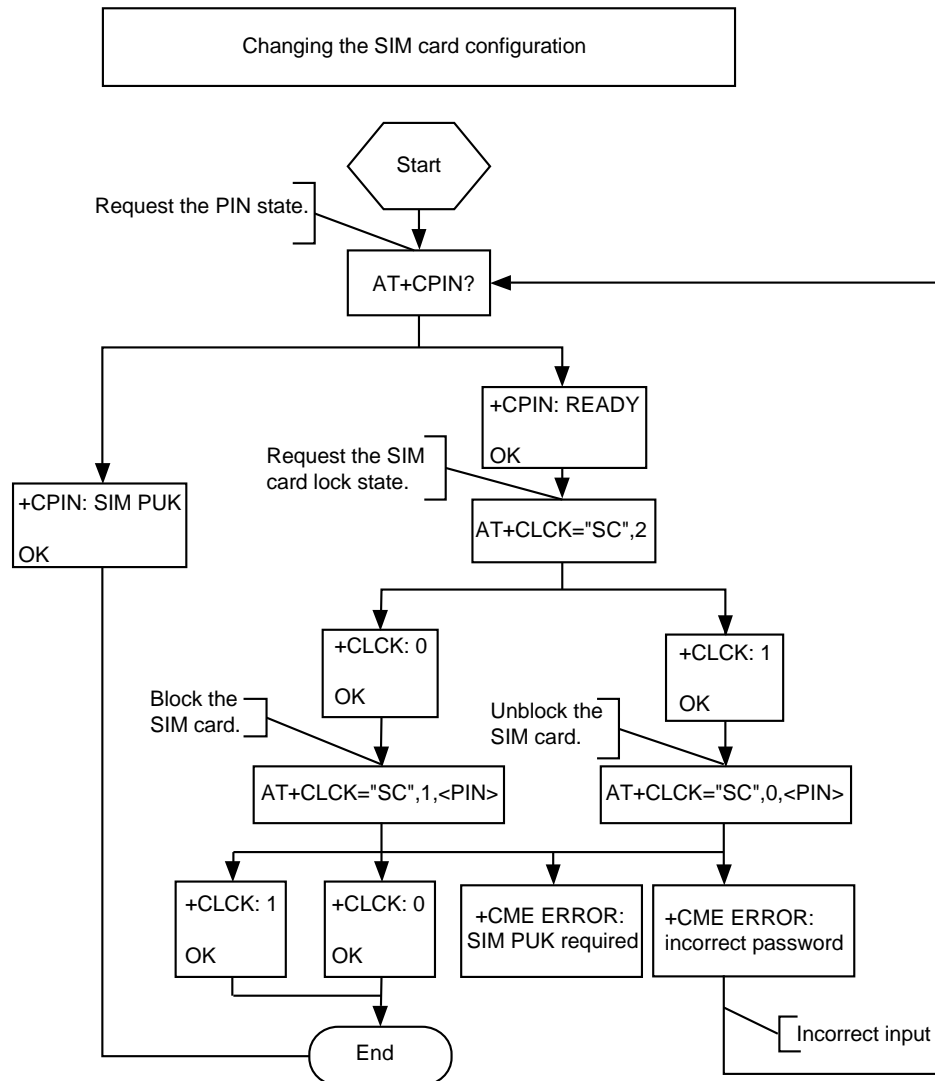 Changing the SIM card configuration
Start
Request the PIN state.
AT+CPIN?
+CPIN: READY
OK
Request the SIM
card lock state.
+CPIN: SIM PUK
OK
AT+CLCK="SC",2
+CLCK: 0
OK
+CLCK: 1
OK
Block the
SIM card.
Unblock the
SIM card.
AT+CLCK="SC",1,<PIN>
AT+CLCK="SC",0,<PIN>
+CLCK: 1
OK
+CLCK: 0
OK
+CME ERROR:
SIM PUK required
+CME ERROR:
incorrect password
Incorrect input
End